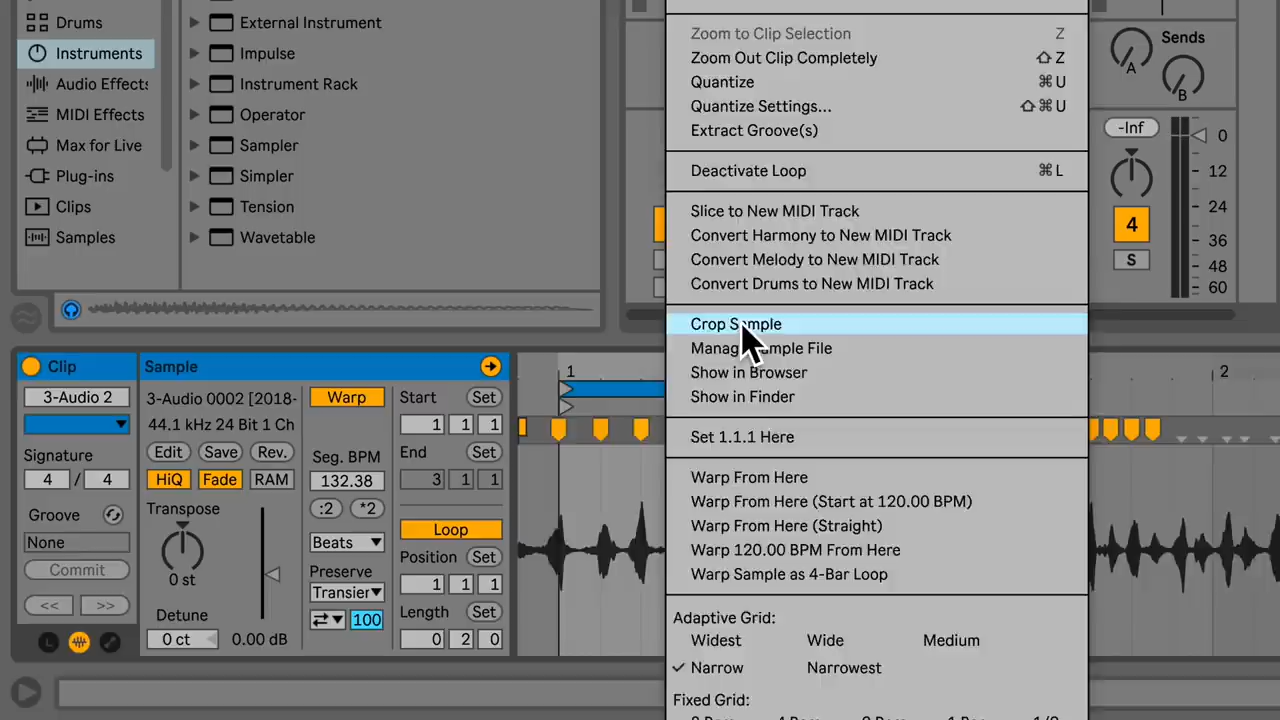 Drums
Instruments
Audio Effects
MIDI Effects
Max for Live
Plug-ins
Clips
Samples
External Instrument
Impulse
Instrument Rack
Operator
Sampler
Simpler
Tension
Wavetable
Zoom to Clip Selection Z
Zoom Out Clip Completely ⇧ Z
Quantize ⌘ U
Quantize Settings... ⇧ ⌘ U
Extract Groove(s)
Deactivate Loop ⌘ L
Slice to New MIDI Track
Convert Harmony to New MIDI Track
Convert Melody to New MIDI Track
Convert Drums to New MIDI Track
Crop Sample
Show in Browser
Show in Finder
Set 1.1.1 Here
Warp From Here
Warp From Here (Start at 120.00 BPM)
Warp From Here (Straight)
Warp 120.00 BPM From Here
Warp Sample as 4-Bar Loop
Adaptive Grid:
Widest Wide Medium
✓ Narrow Narrowest
Fixed Grid:
Sends
A
B
-Inf
0
12
24
36
48
60
4
S
Clip
3-Audio 2
Signature
4 / 4
Groove
None
Commit
<< >>
L
Sample
3-Audio 0002 [2018-
44.1 kHz 24 Bit 1 Ch
Edit Save Rev.
HiQ Fade RAM
Transpose
0 st
Detune
0 ct 0.00 dB
Warp
Seg. BPM
132.38
:2 *2
Beats
Preserve
Transier
100
Start Set
1 1 1
End Set
3 1 1
Loop
Position Set
1 1 1
Length Set
0 2 0
1
2